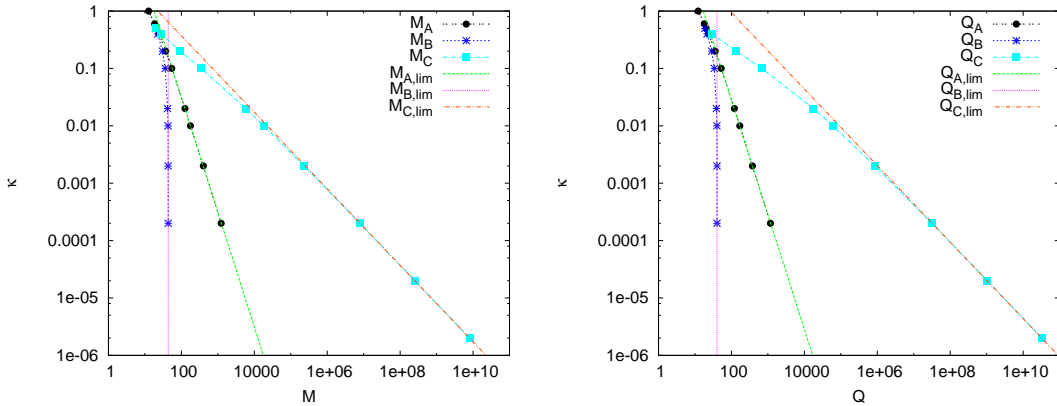 1
0.1
0.01
0.001
0.0001
1e-05
1e-06
κ
1 100 10000 1e+06 1e+08 1e+10
M
M_A
M_B
M_C
M_A,lim
M_B,lim
M_C,lim
1
0.1
0.01
0.001
0.0001
1e-05
1e-06
κ
1 100 10000 1e+06 1e+08 1e+10
Q
Q_A
Q_B
Q_C
Q_A,lim
Q_B,lim
Q_C,lim